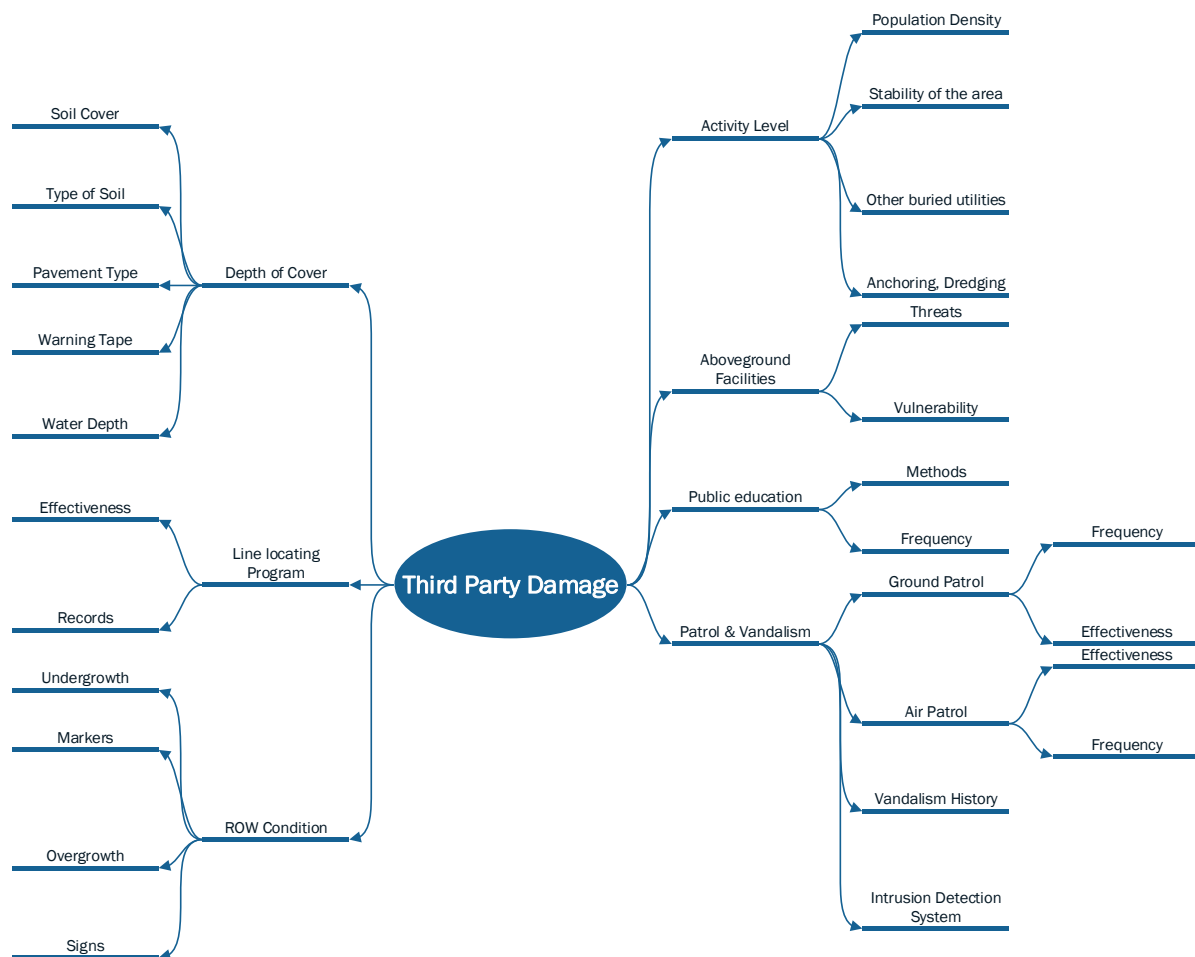 Population Density
Stability of the area
Activity Level
Other buried utilities
Anchoring, Dredging
Threats
Aboveground
Facilities
Vulnerability
Methods
Public education
Frequency
Frequency
Ground Patrol
Effectiveness
Patrol & Vandalism
Effectiveness
Air Patrol
Frequency
Vandalism History
Intrusion Detection
System
Third Party Damage
Soil Cover
Type of Soil
Pavement Type
Depth of Cover
Warning Tape
Water Depth
Effectiveness
Line locating
Program
Records
Undergrowth
Markers
ROW Condition
Overgrowth
Signs